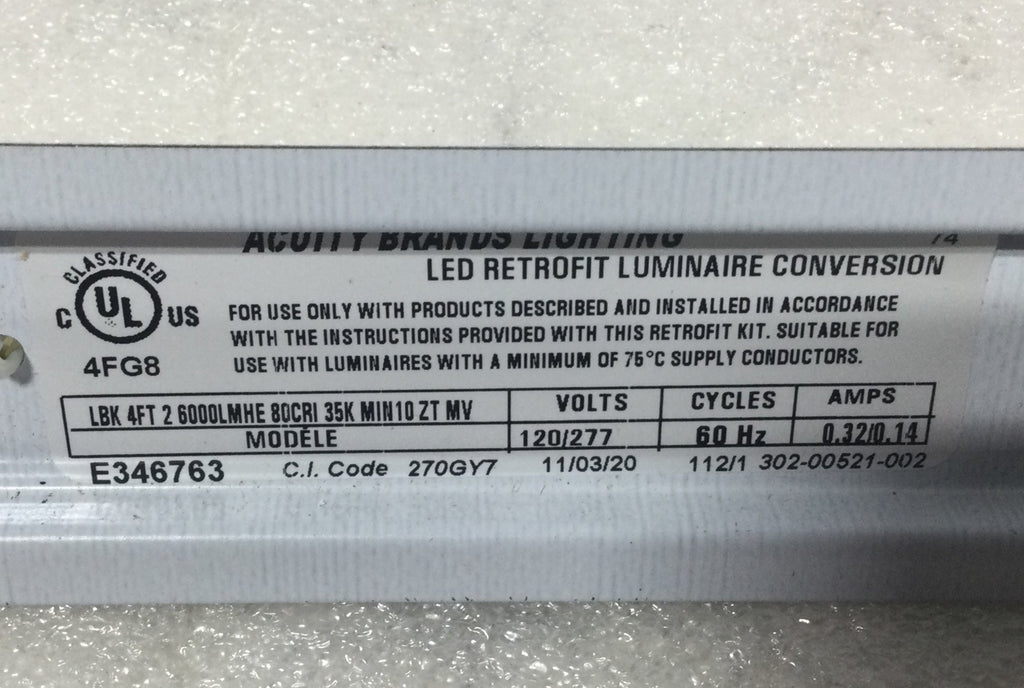 ACUITY BRANDS LIGHTING
LED RETROFIT LUMINAIRE CONVERSION
CLASSIFIED
C UL US
4FG8
FOR USE ONLY WITH PRODUCTS DESCRIBED AND INSTALLED IN ACCORDANCE
WITH THE INSTRUCTIONS PROVIDED WITH THIS RETROFIT KIT. SUITABLE FOR
USE WITH LUMINAIRES WITH A MINIMUM OF 75°C SUPPLY CONDUCTORS.
LBK 4FT 2 6000LMHE 80CRI 35K MIN10 ZT MV VOLTS CYCLES AMPS
MODÈLE 120/277 60 Hz 0.32/0.14
E346763 C.I. Code 270GY7 11/03/20 112/1 302-00521-002